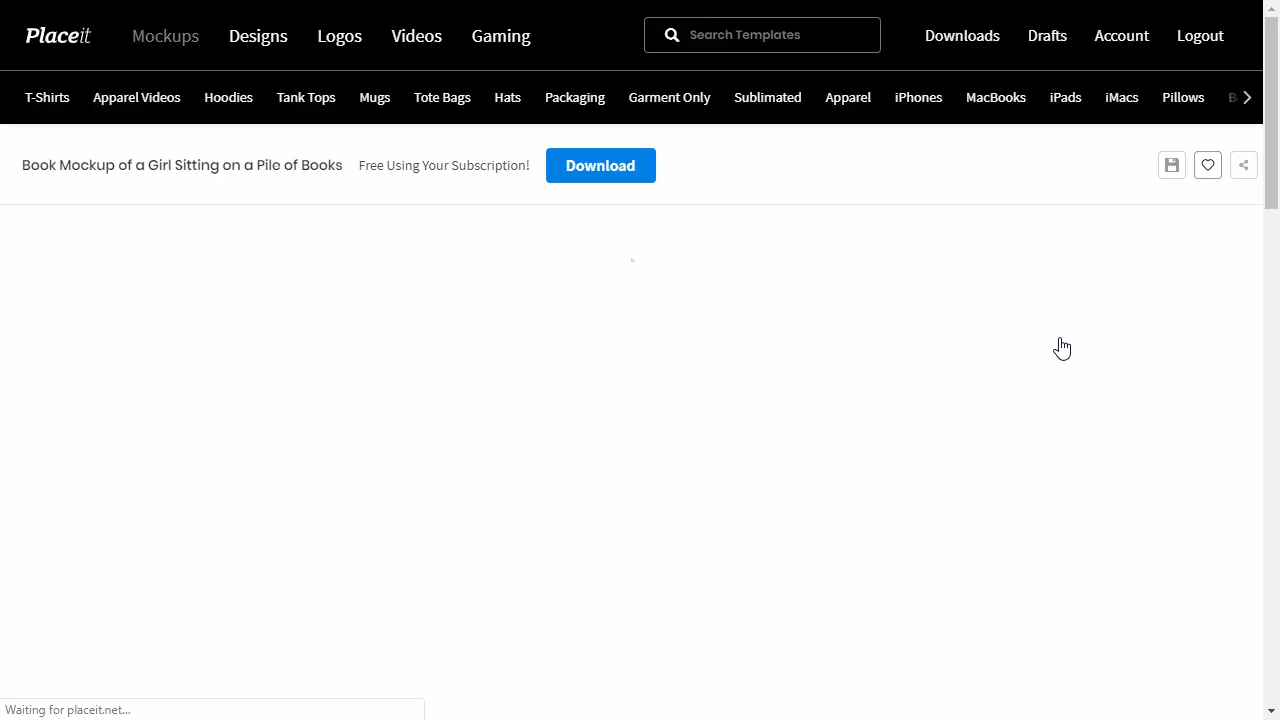 Placeit Mockups Designs Logos Videos Gaming Search Templates Downloads Drafts Account Logout
T-Shirts Apparel Videos Hoodies Tank Tops Mugs Tote Bags Hats Packaging Garment Only Sublimated Apparel iPhones MacBooks iPads iMacs Pillows
Book Mockup of a Girl Sitting on a Pile of Books Free Using Your Subscription! Download
Waiting for placeit.net...